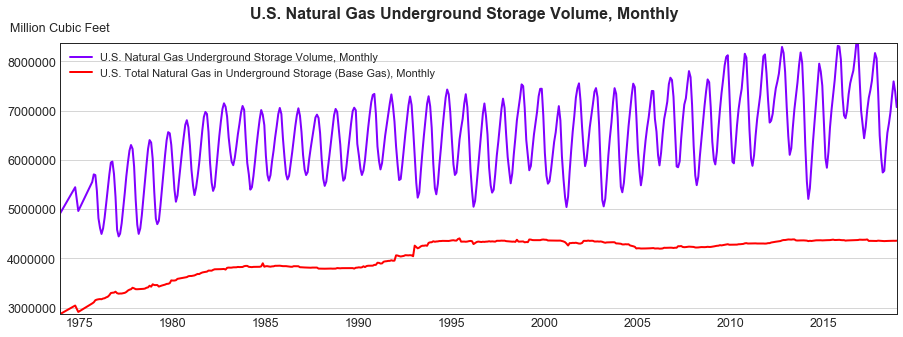 U.S. Natural Gas Underground Storage Volume, Monthly
Million Cubic Feet
U.S. Natural Gas Underground Storage Volume, Monthly
U.S. Total Natural Gas in Underground Storage (Base Gas), Monthly
8000000
7000000
6000000
5000000
4000000
3000000
1975 1980 1985 1990 1995 2000 2005 2010 2015